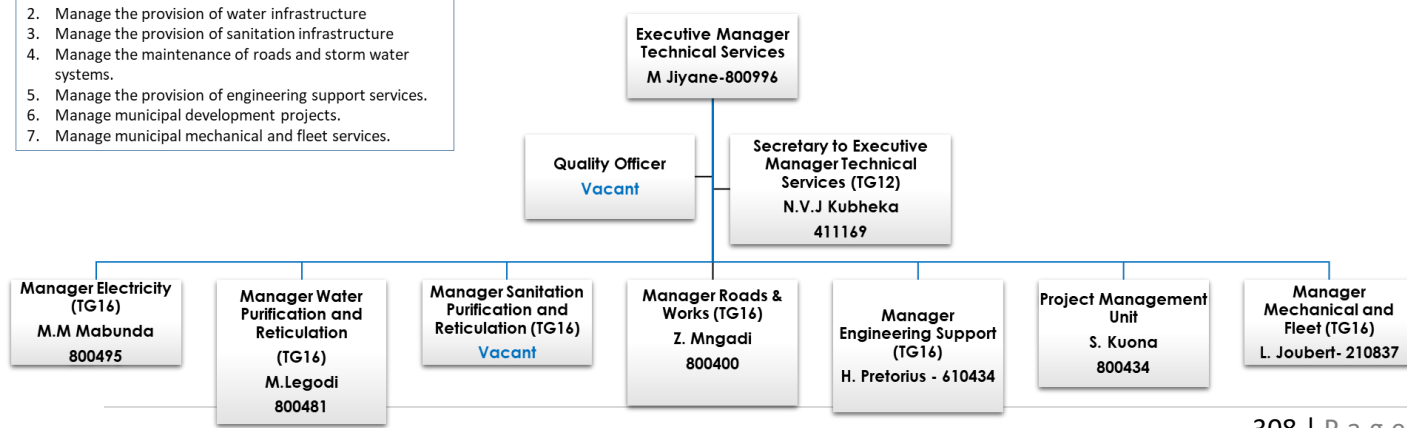 2. Manage the provision of water infrastructure
3. Manage the provision of sanitation infrastructure
4. Manage the maintenance of roads and storm water
systems.
5. Manage the provision of engineering support services.
6. Manage municipal development projects.
7. Manage municipal mechanical and fleet services.
Executive Manager
Technical Services
M Jiyane-800996
Quality Officer
Vacant
Secretary to Executive
Manager Technical
Services (TG12)
N.V.J Kubheka
411169
Manager Electricity
(TG16)
M.M Mabunda
800495
Manager Water
Purification and
Reticulation
(TG16)
M.Legodi
800481
Manager Sanitation
Purification and
Reticulation (TG16)
Vacant
Manager Roads &
Works (TG16)
Z. Mngadi
800400
Manager
Engineering Support
(TG16)
H. Pretorius - 610434
Project Management
Unit
S. Kuona
800434
Manager
Mechanical and
Fleet (TG16)
L. Joubert- 210837
308 | P a g e